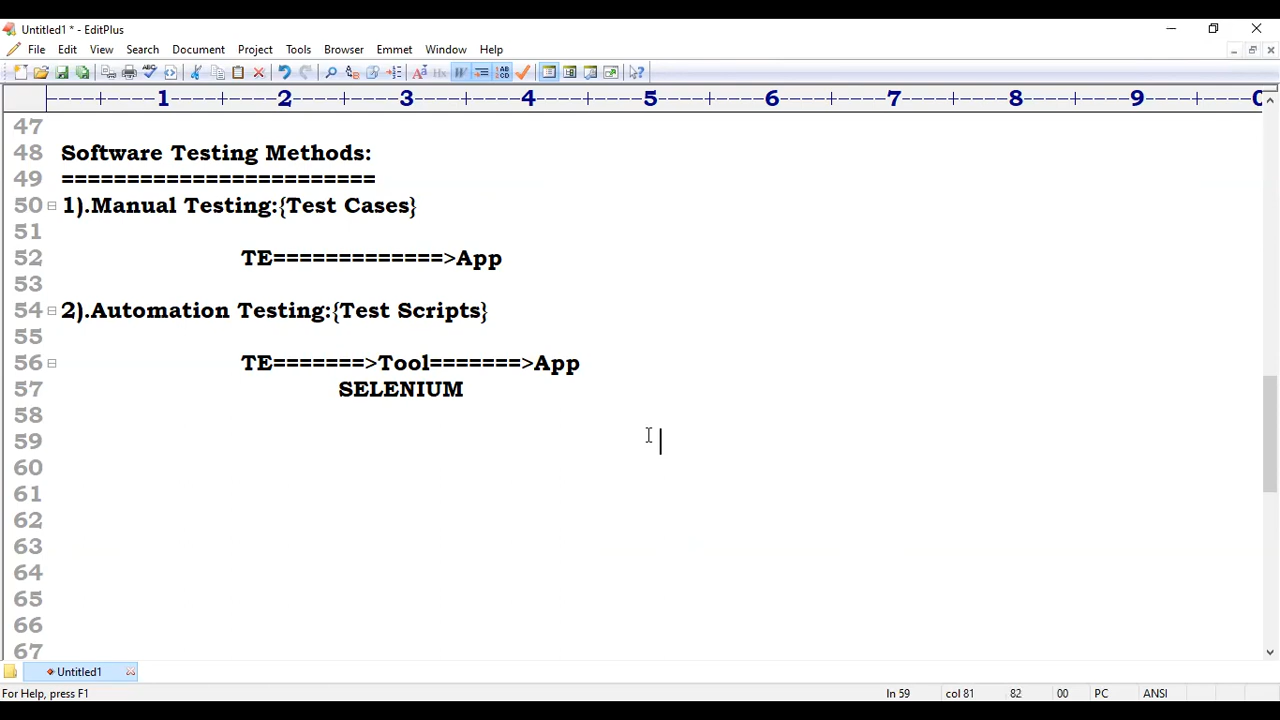 Untitled1 * - EditPlus
File Edit View Search Document Project Tools Browser Emmet Window Help
----+----1----+----2----+----3----+----4----+----5----+----6----+----7----+----8----+----9----+----0
47
48 Software Testing Methods:
49 ========================
50 1).Manual Testing:{Test Cases}
51
52 TE=============>App
53
54 2).Automation Testing:{Test Scripts}
55
56 TE=======>Tool=======>App
57 SELENIUM
58
59
60
61
62
63
64
65
66
67
Untitled1
For Help, press F1 ln 59 col 81 82 00 PC ANSI